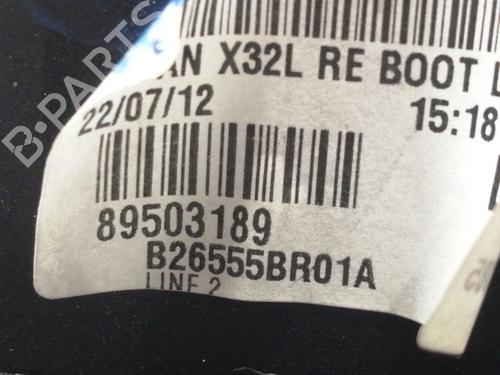 B-PARTS
AN X32L RE BOOT L
22/07/12 15:18
89503189
B26555BR01A
LINE 2